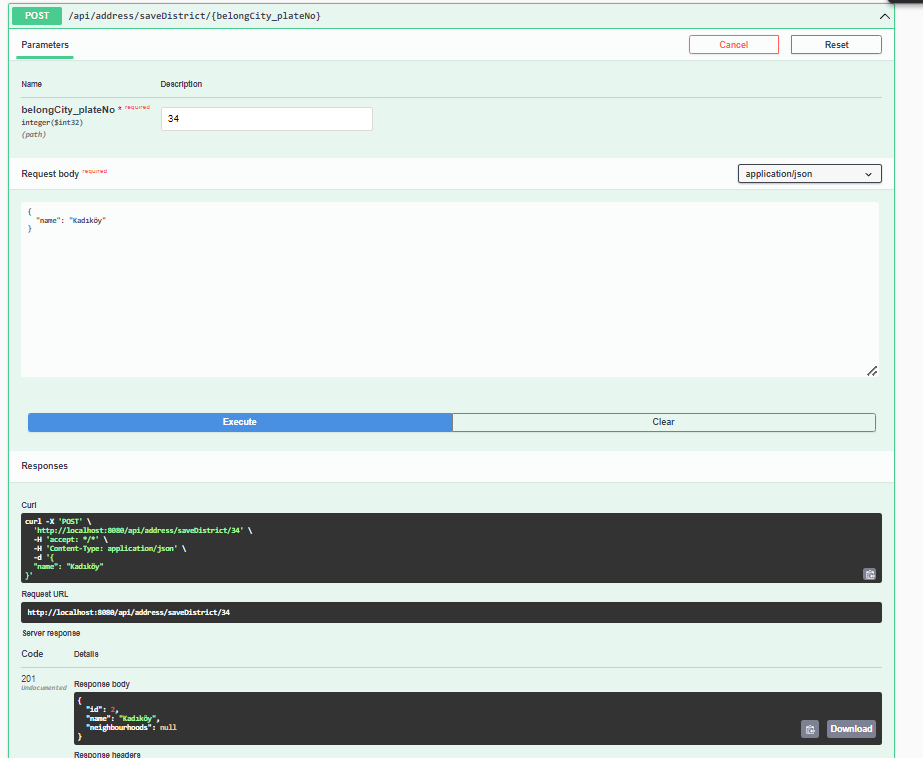 POST /api/address/saveDistrict/{belongCity_plateNo}
Parameters
Cancel
Reset
Name Description
belongCity_plateNo * required
integer($int32)
(path)
34
Request body required
application/json
{
"name": "Kadıköy"
}
Execute
Clear
Responses
Curl
curl -X 'POST' \
'http://localhost:8080/api/address/saveDistrict/34' \
-H 'accept: */*' \
-H 'Content-Type: application/json' \
-d '{
"name": "Kadıköy"
}'
Request URL
http://localhost:8080/api/address/saveDistrict/34
Server response
Code Details
201
Undocumented
Response body
{
"id": 2,
"name": "Kadıköy",
"neighbourhoods": null
}
Download
Response headers